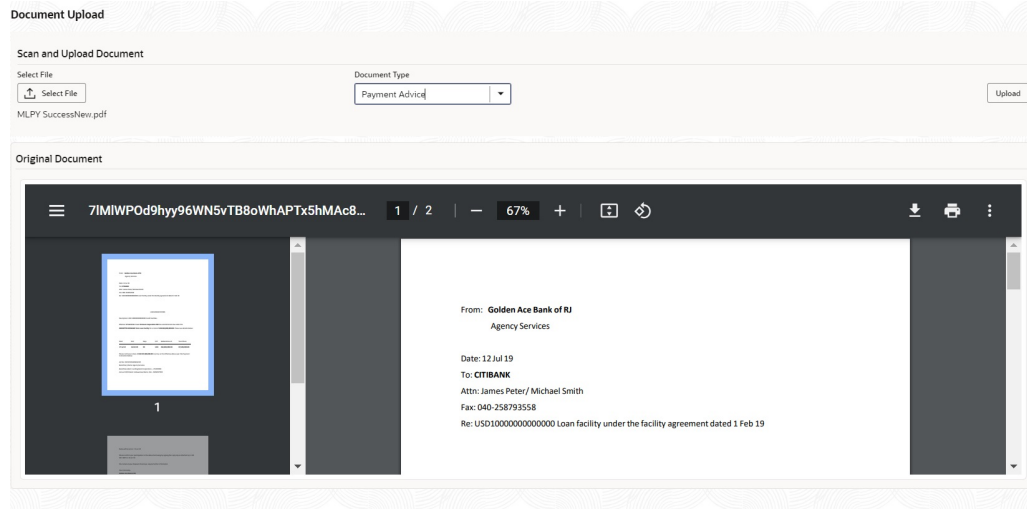 Document Upload
Scan and Upload Document
Select File
Document Type
Select File
Payment Advice
Upload
MLPY SuccessNew.pdf
Original Document
7lMlWPOd9hyy96WN5vTB8oWhAPTx5hMAc8...
1 / 2
67%
From: Golden Ace Bank of RJ
Agency Services
Date: 12 Jul 19
To: CITIBANK
Attn: James Peter/ Michael Smith
Fax: 040-258793558
Re: USD10000000000000 Loan facility under the facility agreement dated 1 Feb 19
1